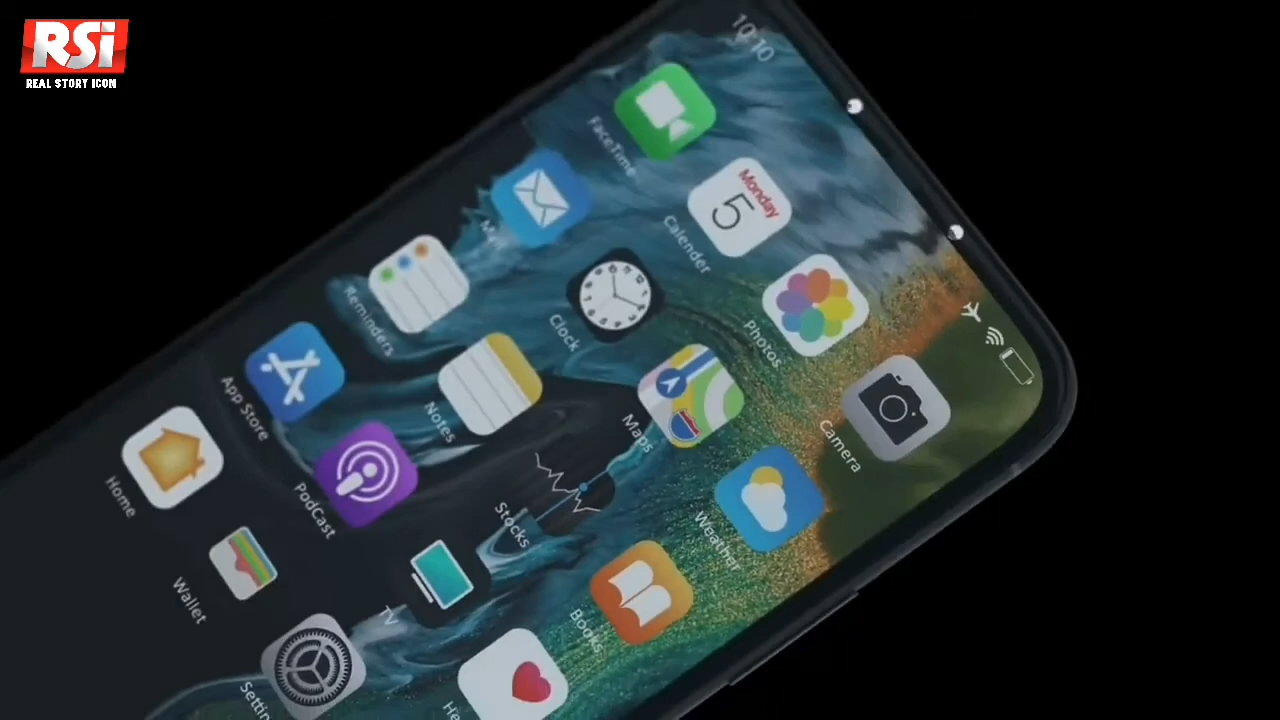 RSi
REAL STORY ICON
10:10
FaceTime
Monday
5
Calender
Photos
Camera
Mail
Clock
Maps
Weather
Reminders
Notes
Stocks
Books
App Store
PodCast
TV
Home
Wallet